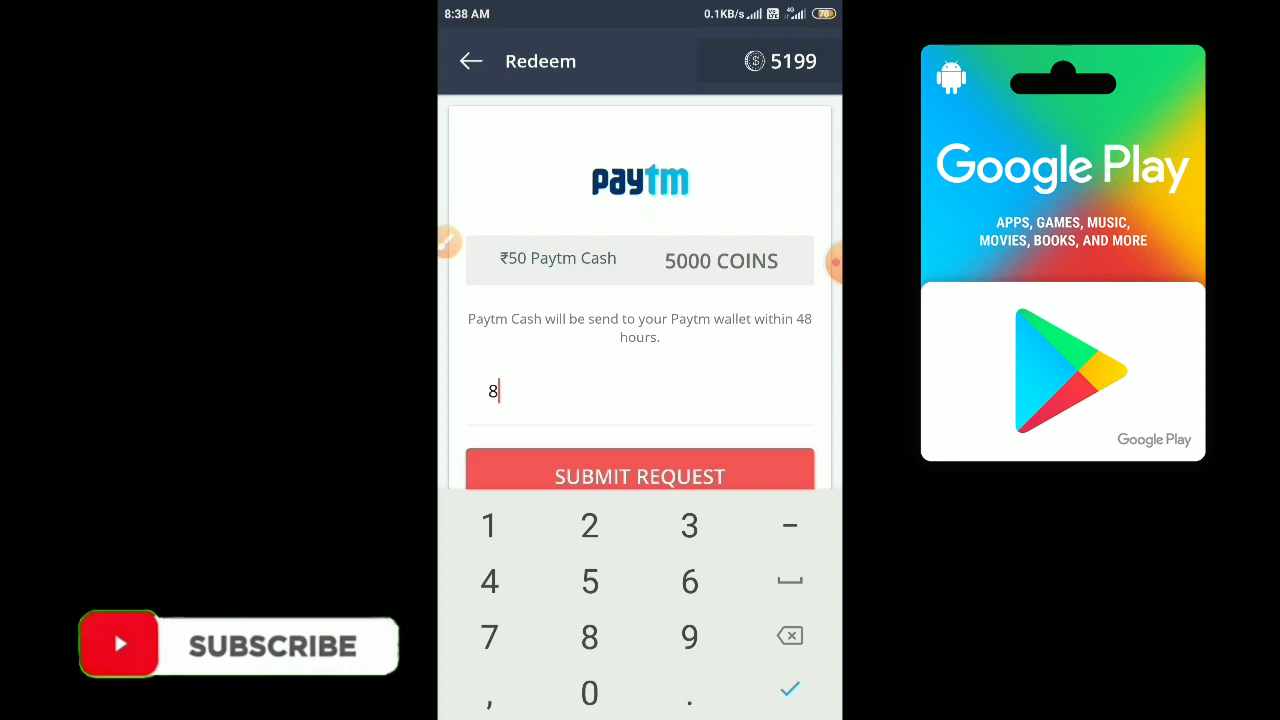 8:38 AM
0.1KB/s
4G
78
Redeem
5199
paytm
₹50 Paytm Cash
5000 COINS
Paytm Cash will be send to your Paytm wallet within 48
hours.
8
SUBMIT REQUEST
1 2 3 -
4 5 6
7 8 9
, 0 .
Google Play
APPS, GAMES, MUSIC,
MOVIES, BOOKS, AND MORE
Google Play
SUBSCRIBE